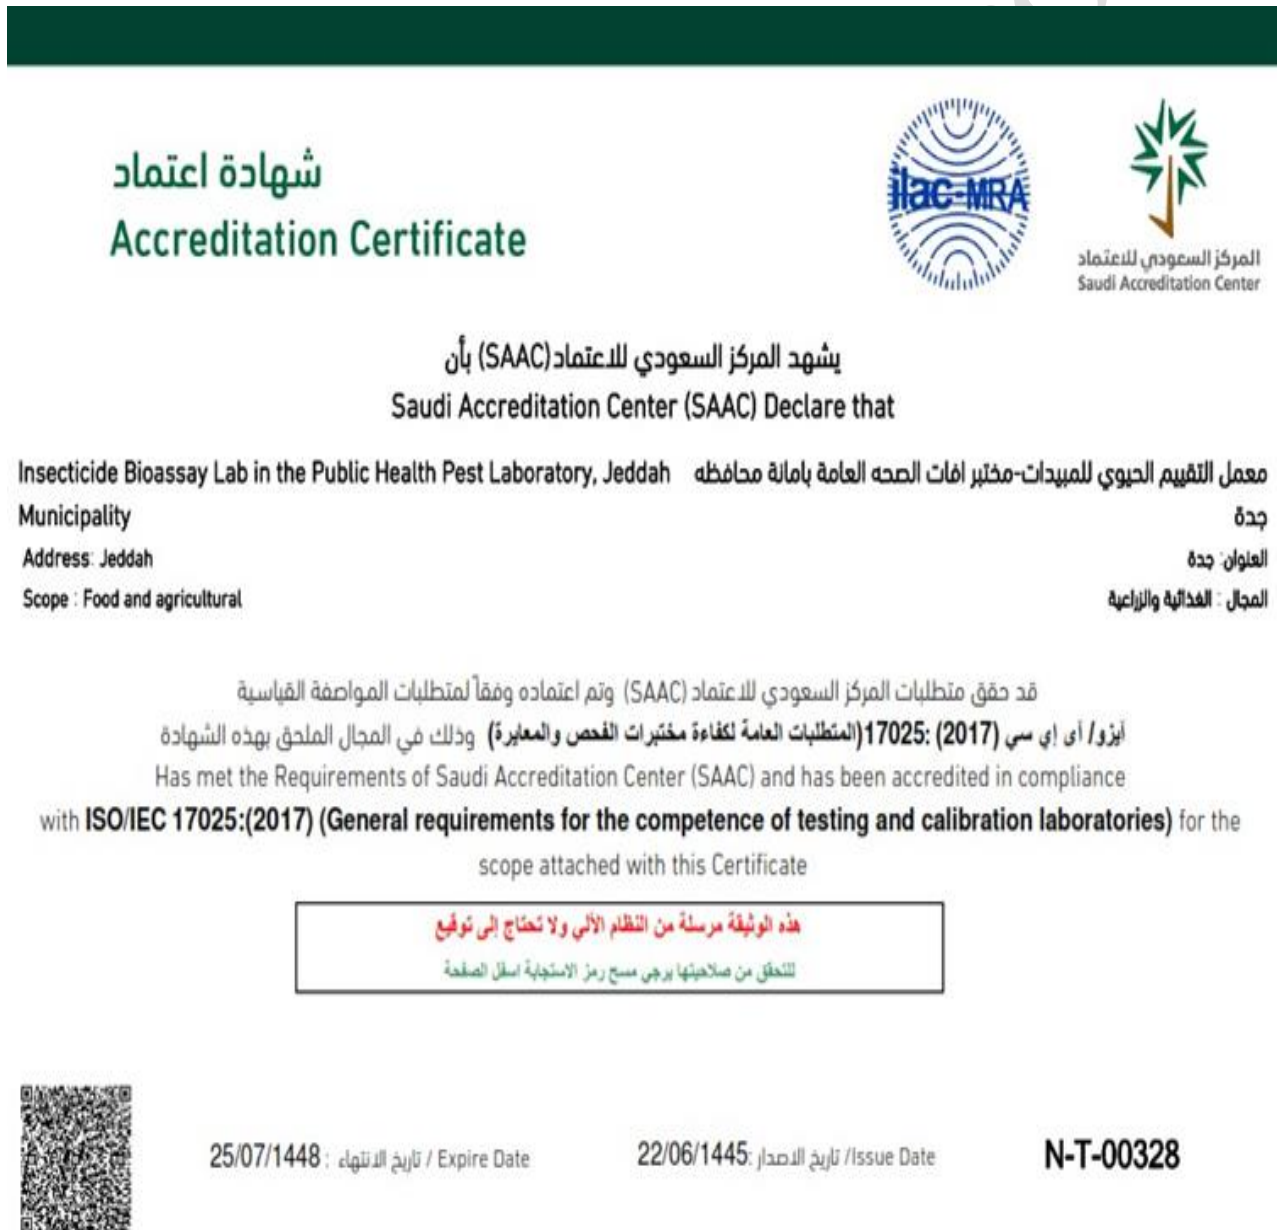 شهادة اعتماد
Accreditation Certificate
ilac-MRA
المركز السعودي للاعتماد
Saudi Accreditation Center
يشهد المركز السعودي للاعتماد(SAAC) بأن
Saudi Accreditation Center (SAAC) Declare that
Insecticide Bioassay Lab in the Public Health Pest Laboratory, Jeddah
Municipality
معمل التقييم الحيوي للمبيدات-مختبر افات الصحه العامة بامانة محافظه
جدة
Address: Jeddah
العنوان: جدة
Scope : Food and agricultural
المجال : الغذائية والزراعية
قد حقق متطلبات المركز السعودي للاعتماد (SAAC) وتم اعتماده وفقاً لمتطلبات المواصفة القياسية
آيزو/ آى إي سي 17025: (2017)(المتطلبات العامة لكفاءة مختبرات الفحص والمعايرة) وذلك في المجال الملحق بهذه الشهادة
Has met the Requirements of Saudi Accreditation Center (SAAC) and has been accredited in compliance
with ISO/IEC 17025:(2017) (General requirements for the competence of testing and calibration laboratories) for the
scope attached with this Certificate
هذه الوثيقة مرسلة من النظام الألي ولا تحتاج إلى توقيع
للتحقق من صلاحيتها يرجي مسح رمز الاستجابة اسفل الصفحة
25/07/1448 : تاريخ الانتهاء / Expire Date
22/06/1445: تاريخ الاصدار /Issue Date
N-T-00328